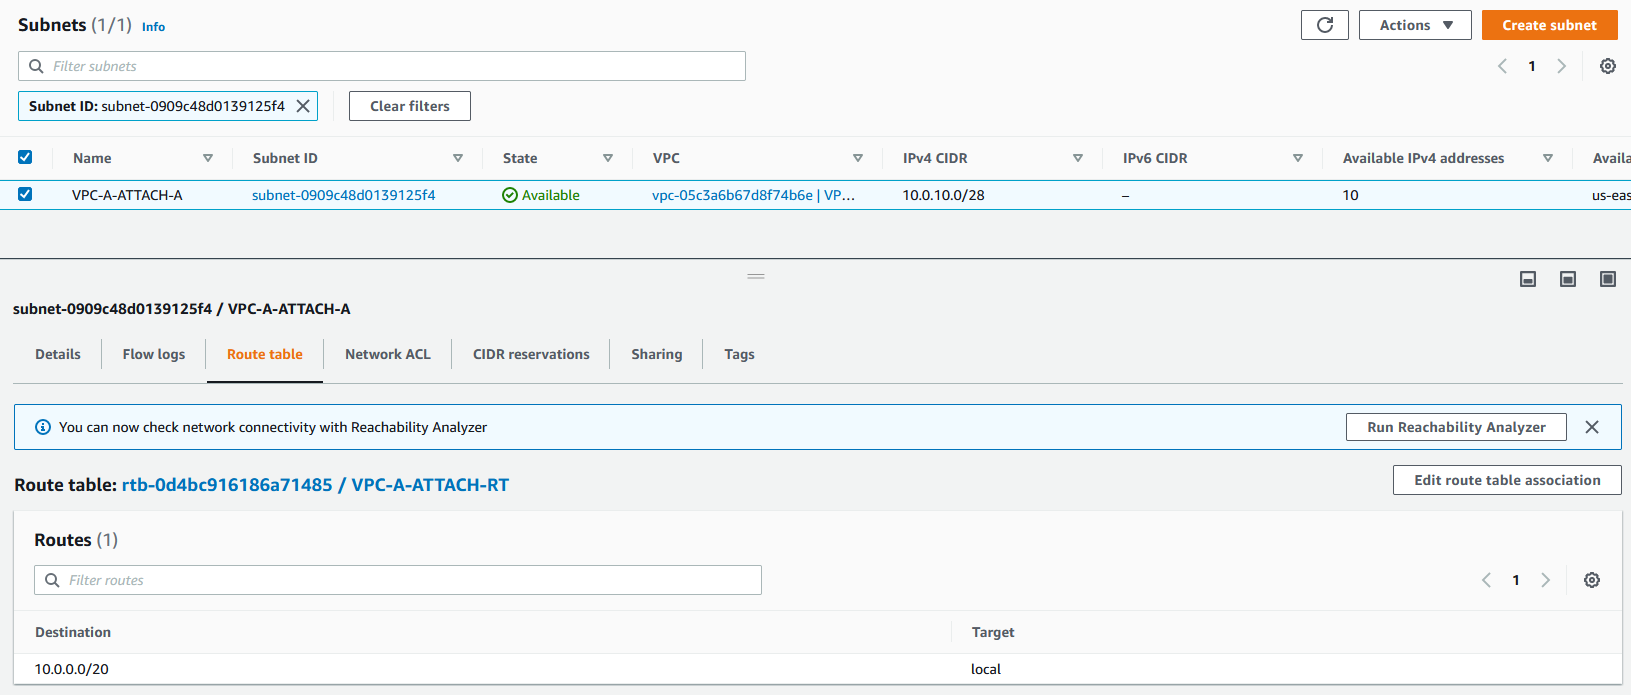 Subnets (1/1) Info
Actions ▼
Create subnet
Filter subnets
1
Subnet ID: subnet-0909c48d0139125f4
Clear filters
Name Subnet ID State VPC IPv4 CIDR IPv6 CIDR Available IPv4 addresses Availa
VPC-A-ATTACH-A subnet-0909c48d0139125f4 Available vpc-05c3a6b67d8f74b6e | VP... 10.0.10.0/28 – 10 us-eas
subnet-0909c48d0139125f4 / VPC-A-ATTACH-A
Details Flow logs Route table Network ACL CIDR reservations Sharing Tags
You can now check network connectivity with Reachability Analyzer
Run Reachability Analyzer
Route table: rtb-0d4bc916186a71485 / VPC-A-ATTACH-RT
Edit route table association
Routes (1)
Filter routes
1
Destination Target
10.0.0.0/20 local